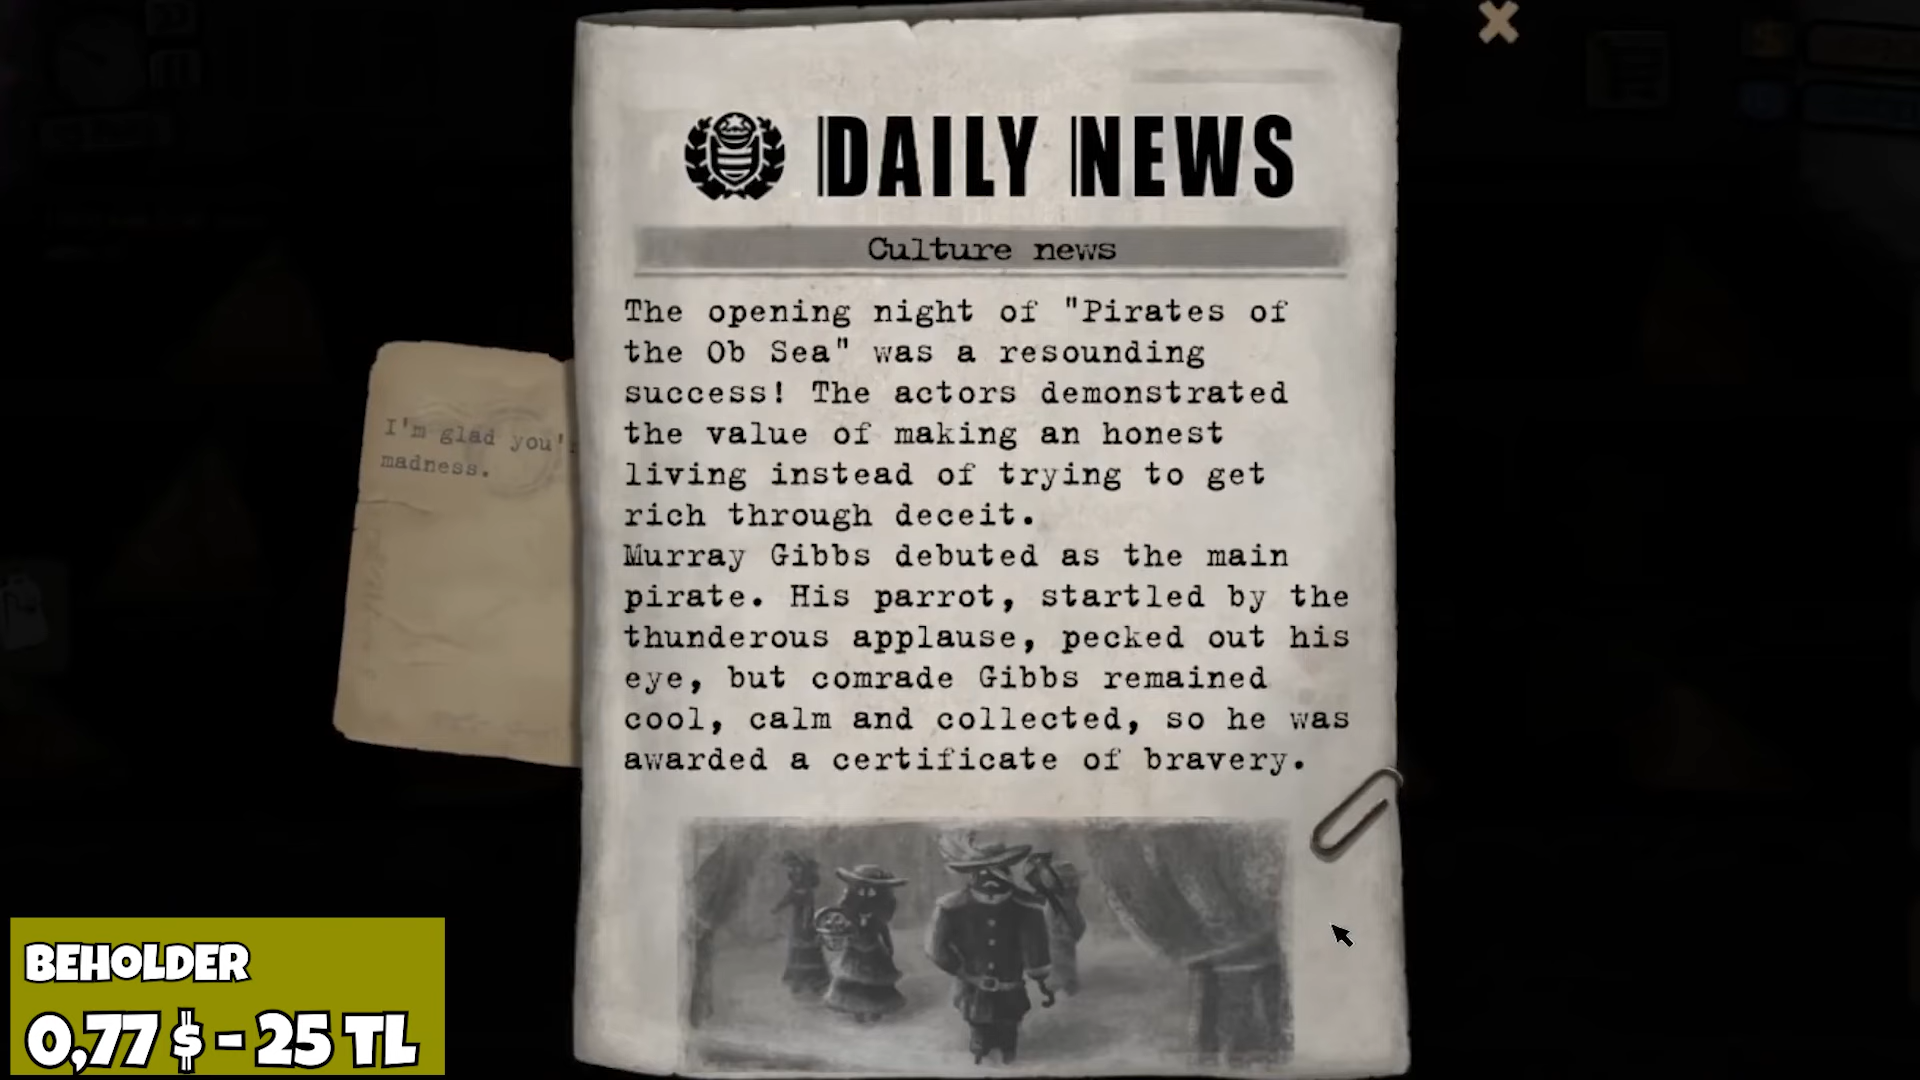 DAILY NEWS
Culture news
The opening night of "Pirates of
the Ob Sea" was a resounding
success! The actors demonstrated
the value of making an honest
living instead of trying to get
rich through deceit.
Murray Gibbs debuted as the main
pirate. His parrot, startled by the
thunderous applause, pecked out his
eye, but comrade Gibbs remained
cool, calm and collected, so he was
awarded a certificate of bravery.
I'm glad you'
madness.
BEHOLDER
0,77 $ - 25 TL